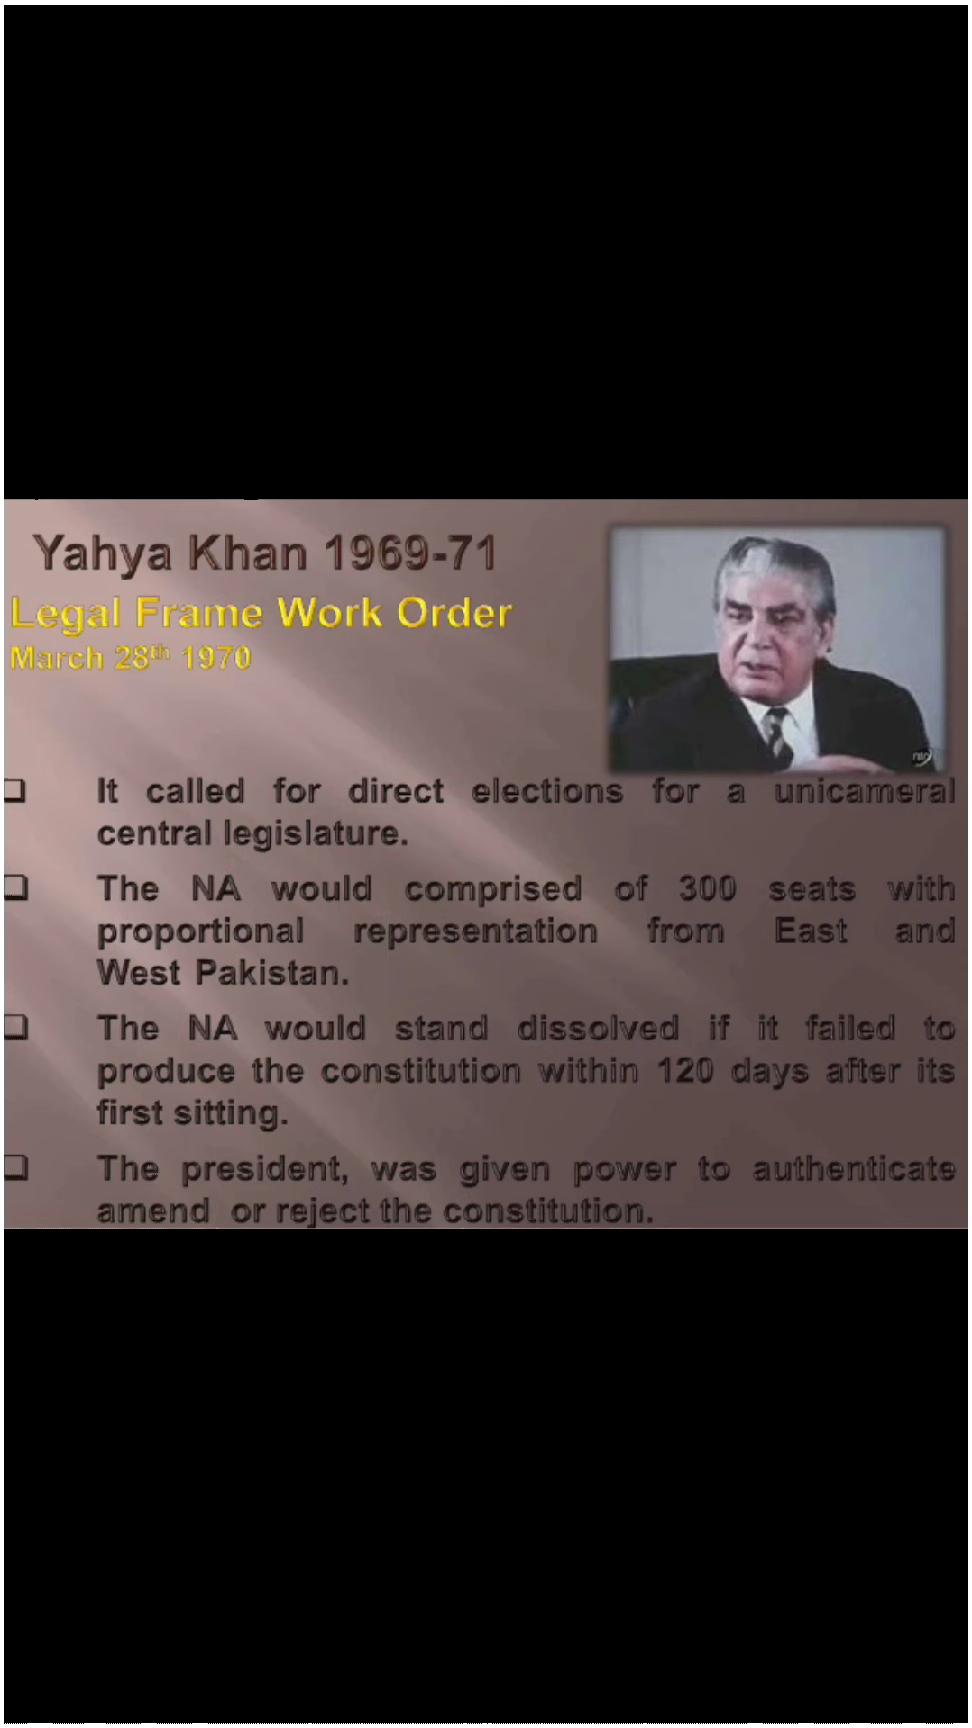 Yahya Khan 1969-71
Legal Frame Work Order
March 28th 1970
It called for direct elections for a unicameral
central legislature.
The NA would comprised of 300 seats with
proportional representation from East and
West Pakistan.
The NA would stand dissolved if it failed to
produce the constitution within 120 days after its
first sitting.
The president, was given power to authenticate
amend or reject the constitution.